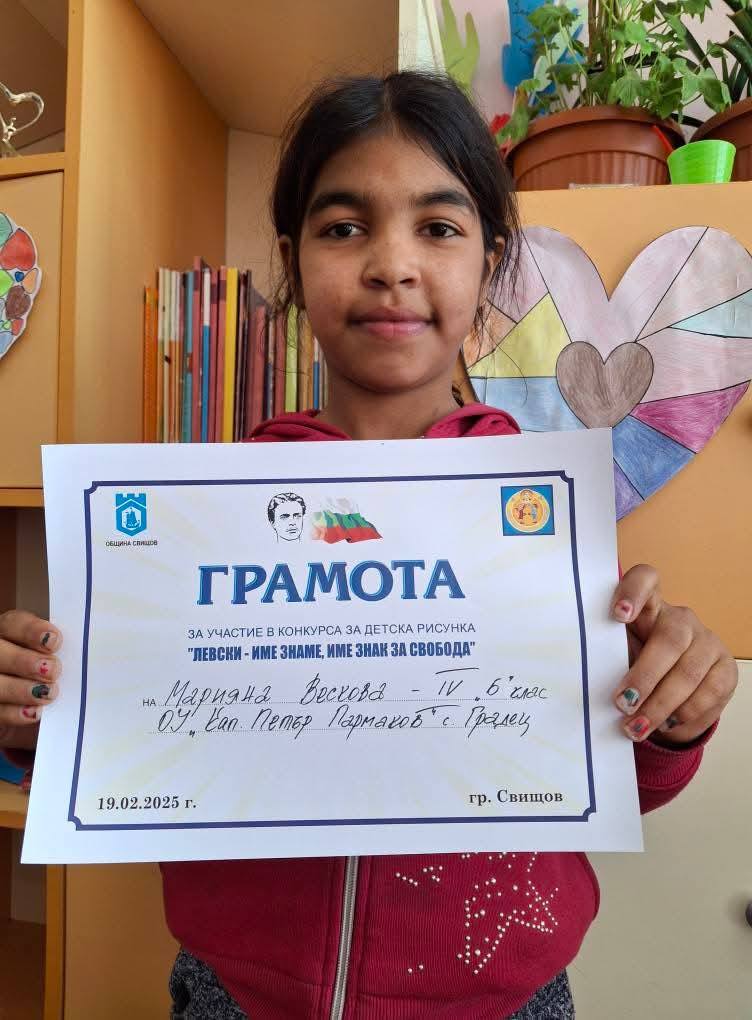 ОБЩИНА СВИЩОВ
ГРАМОТА
ЗА УЧАСТИЕ В КОНКУРСА ЗА ДЕТСКА РИСУНКА
"ЛЕВСКИ - ИМЕ ЗНАМЕ, ИМЕ ЗНАК ЗА СВОБОДА"
НА Марияна Вескова - IV „б" клас
ОУ „Кап. Петър Пармаков" с. Градец
19.02.2025 г. гр. Свищов